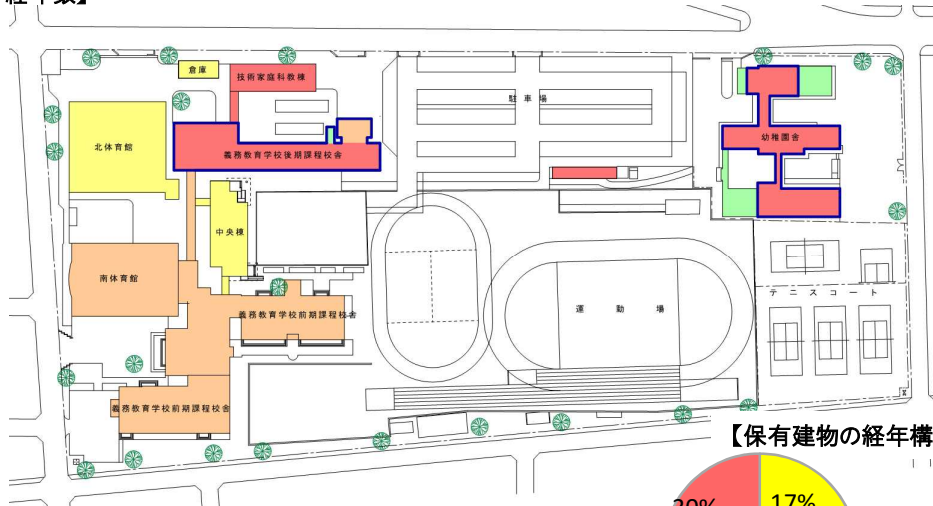 倉庫
技術家庭科教棟
駐車場
北体育館
義務教育学校後期課程校舎
幼稚園舎
中央棟
南体育館
義務教育学校前期課程校舎
運動場
テニスコート
義務教育学校前期課程校舎
【保有建物の経年構
17%